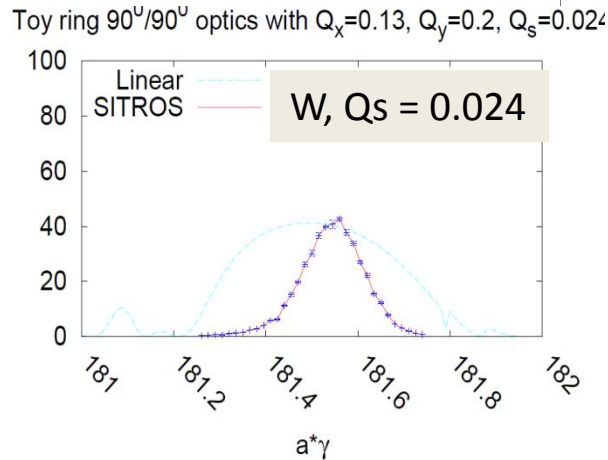 Toy ring 90⁰/90⁰ optics with Qₓ=0.13, Q_y=0.2, Qₛ=0.024
100
80
60
40
20
0
Linear
SITROS
W, Qs = 0.024
181
181.2
181.4
181.6
181.8
182
a*γ